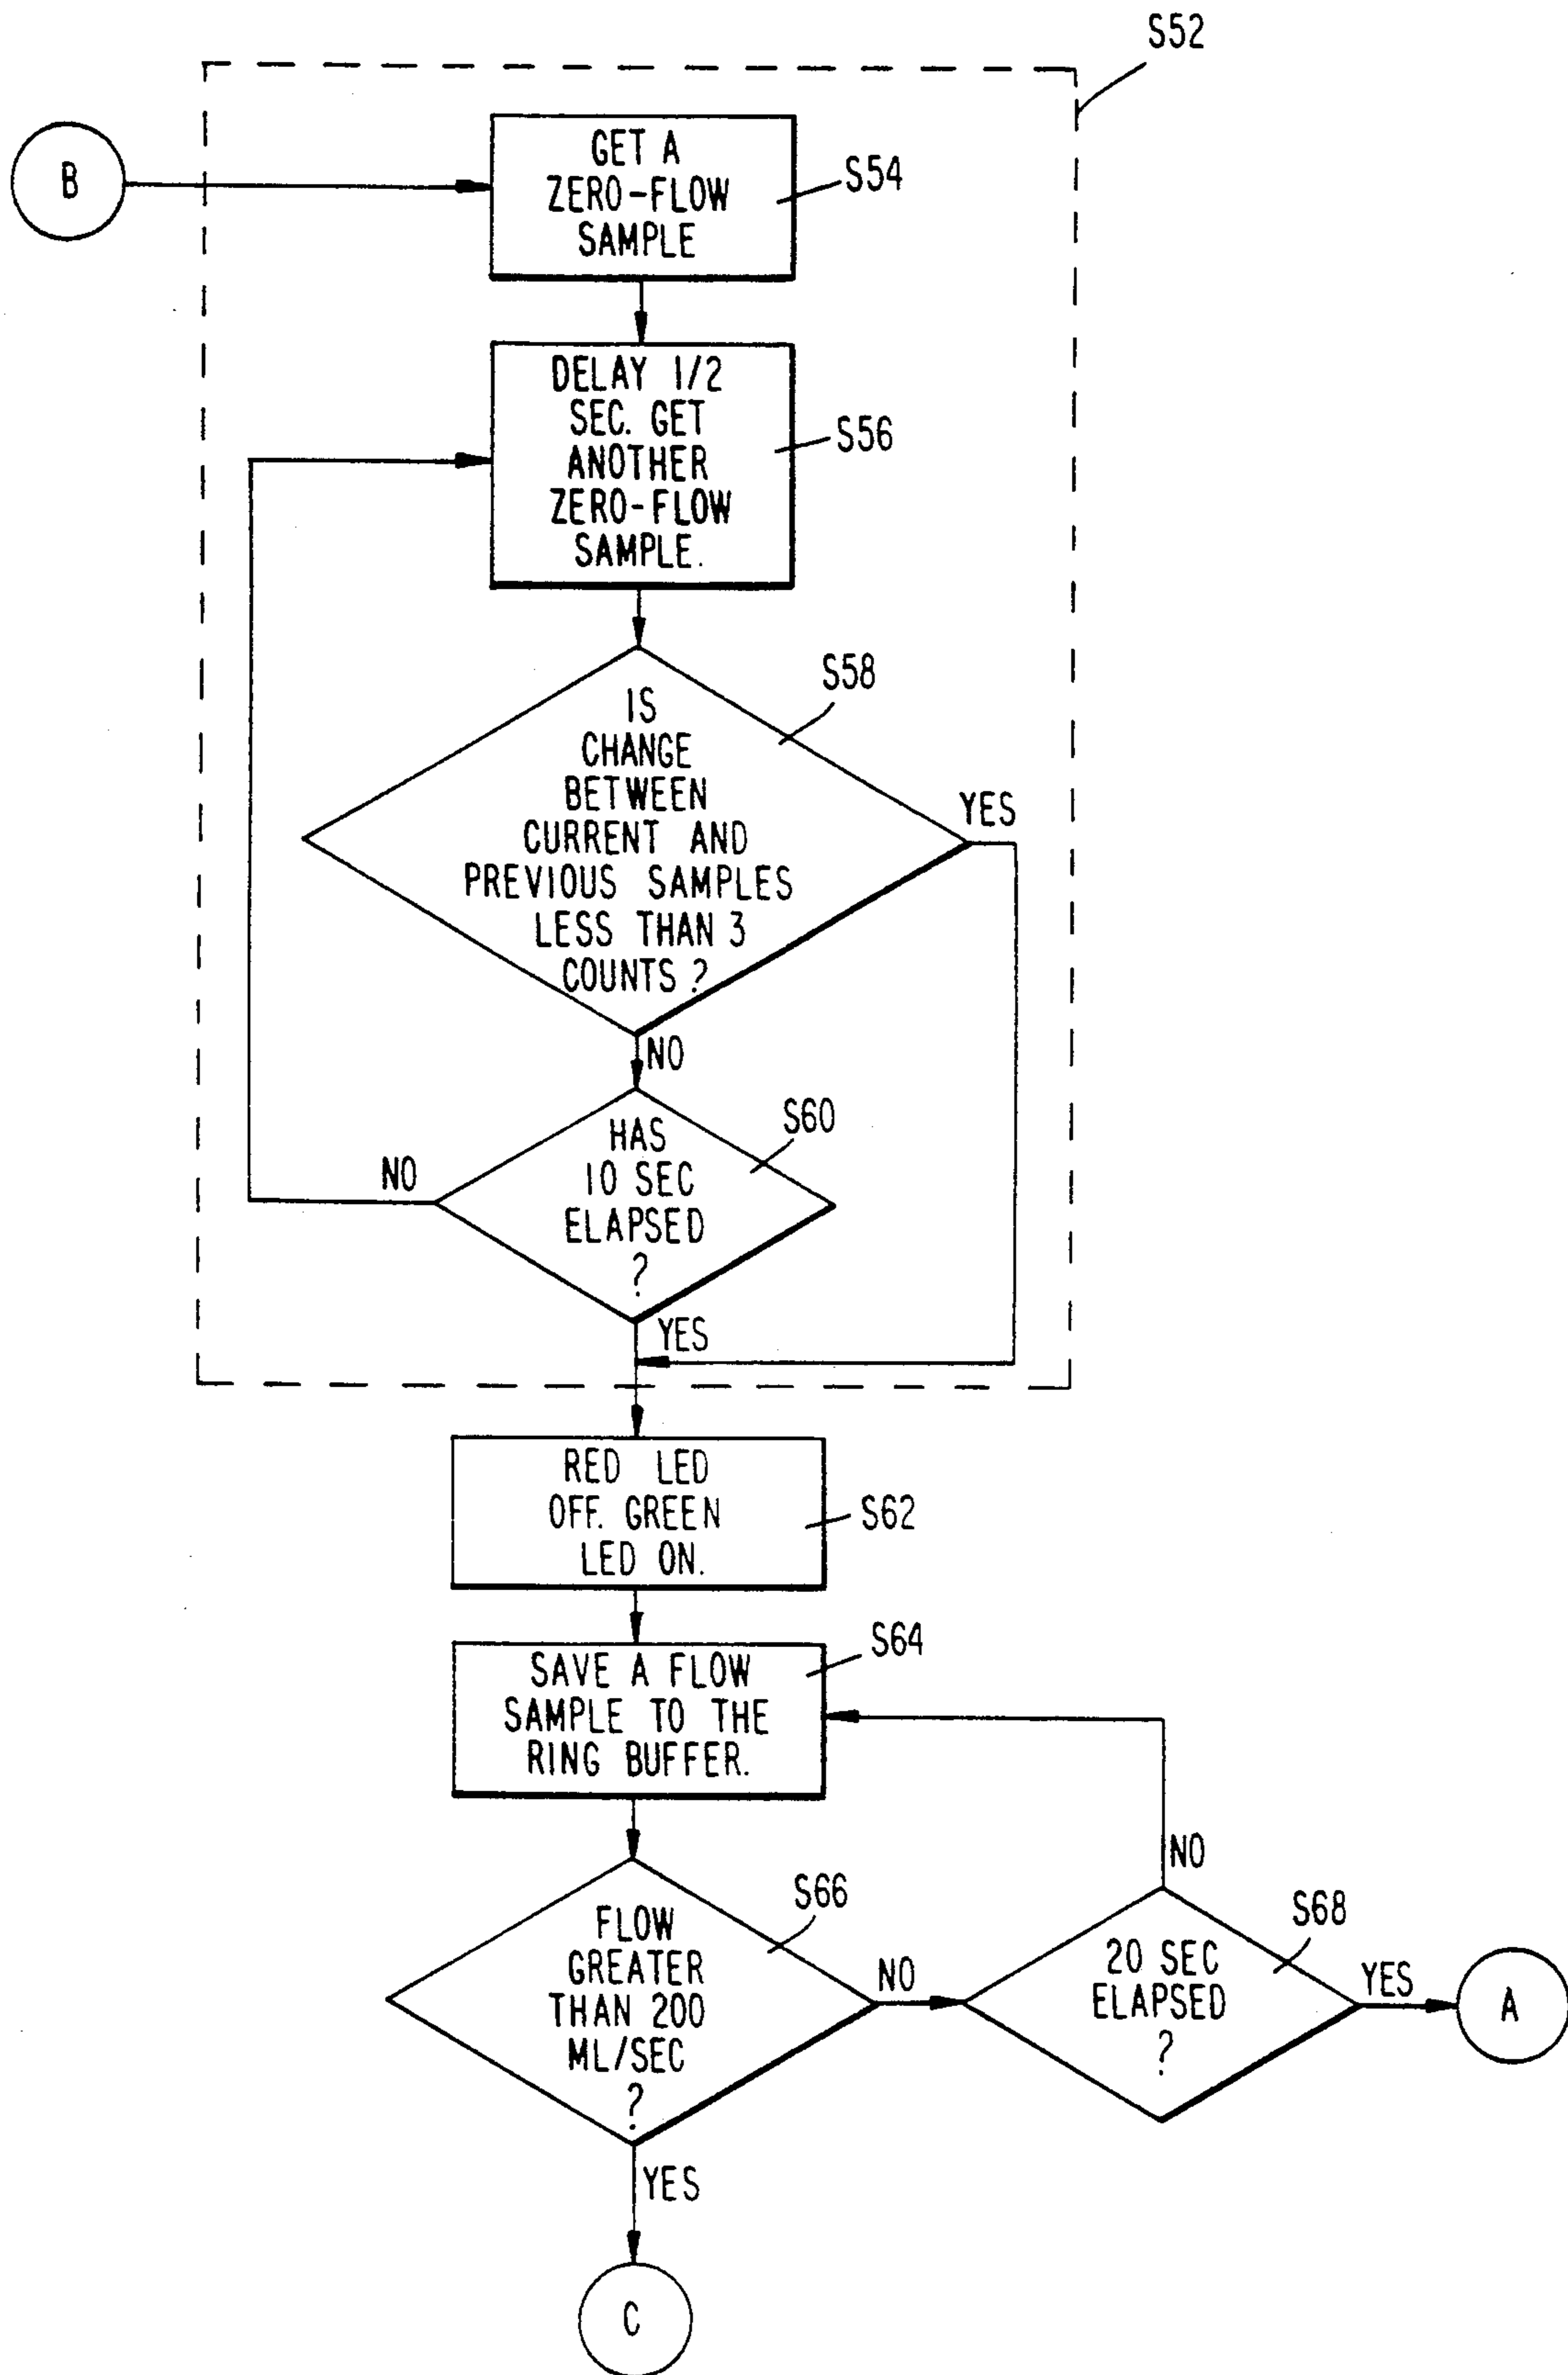 S52
B
GET A
ZERO-FLOW
SAMPLE
S54
DELAY 1/2
SEC. GET
ANOTHER
ZERO-FLOW
SAMPLE.
S56
S58
IS
CHANGE
BETWEEN
CURRENT AND
PREVIOUS SAMPLES
LESS THAN 3
COUNTS ?
YES
NO
S60
HAS
10 SEC
ELAPSED
?
NO
YES
RED LED
OFF. GREEN
LED ON.
S62
S64
SAVE A FLOW
SAMPLE TO THE
RING BUFFER.
S66
FLOW
GREATER
THAN 200
ML/SEC
?
NO
NO
S68
20 SEC
ELAPSED
?
YES
A
YES
C